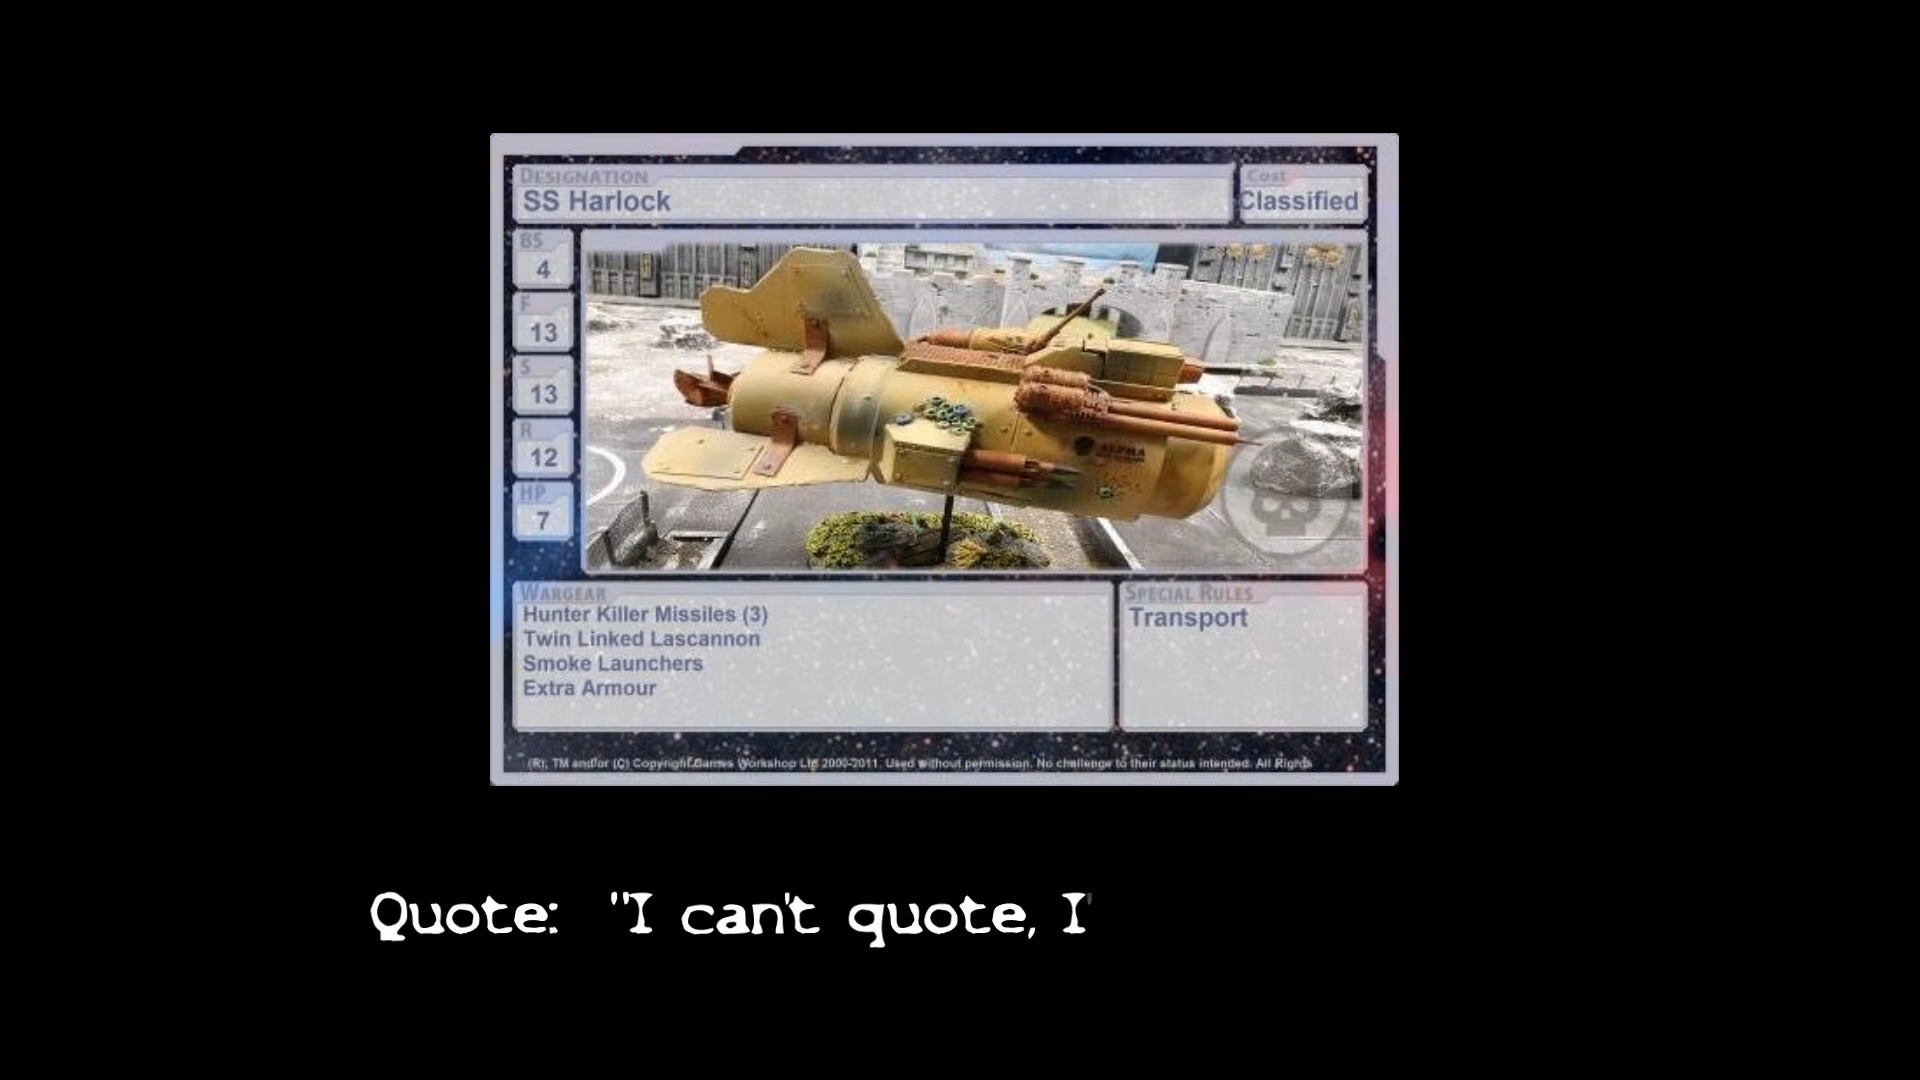 DESIGNATION
SS Harlock
Cost
Classified
BS
4
F
13
S
13
R
12
HP
7
ALPHA
WARGEAR
Hunter Killer Missiles (3)
Twin Linked Lascannon
Smoke Launchers
Extra Armour
SPECIAL RULES
Transport
(R), TM and/or (C) Copyright Games Workshop Ltd 2000-2011. Used without permission. No challenge to their status intended. All Rights
Quote: "I can't quote, I